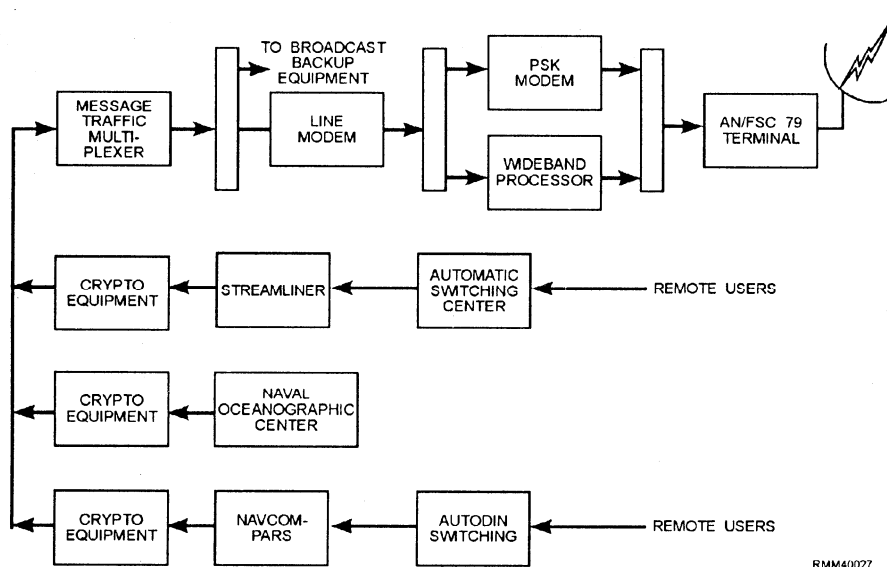 TO BROADCAST
BACKUP
EQUIPMENT
MESSAGE
TRAFFIC
MULTI-
PLEXER
LINE
MODEM
PSK
MODEM
WIDEBAND
PROCESSOR
AN/FSC 79
TERMINAL
CRYPTO
EQUIPMENT
STREAMLINER
AUTOMATIC
SWITCHING
CENTER
REMOTE USERS
CRYPTO
EQUIPMENT
NAVAL
OCEANOGRAPHIC
CENTER
CRYPTO
EQUIPMENT
NAVCOM-
PARS
AUTODIN
SWITCHING
REMOTE USERS
RMM40027